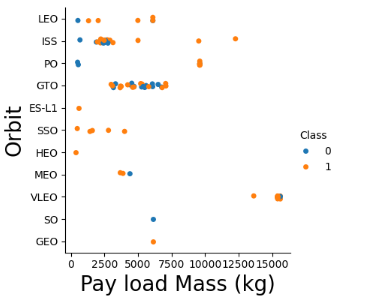 LEO
ISS
PO
GTO
ES-L1
SSO
HEO
MEO
VLEO
SO
GEO
Orbit
0 2500 5000 7500 10000 12500 15000
Pay load Mass (kg)
Class
0
1